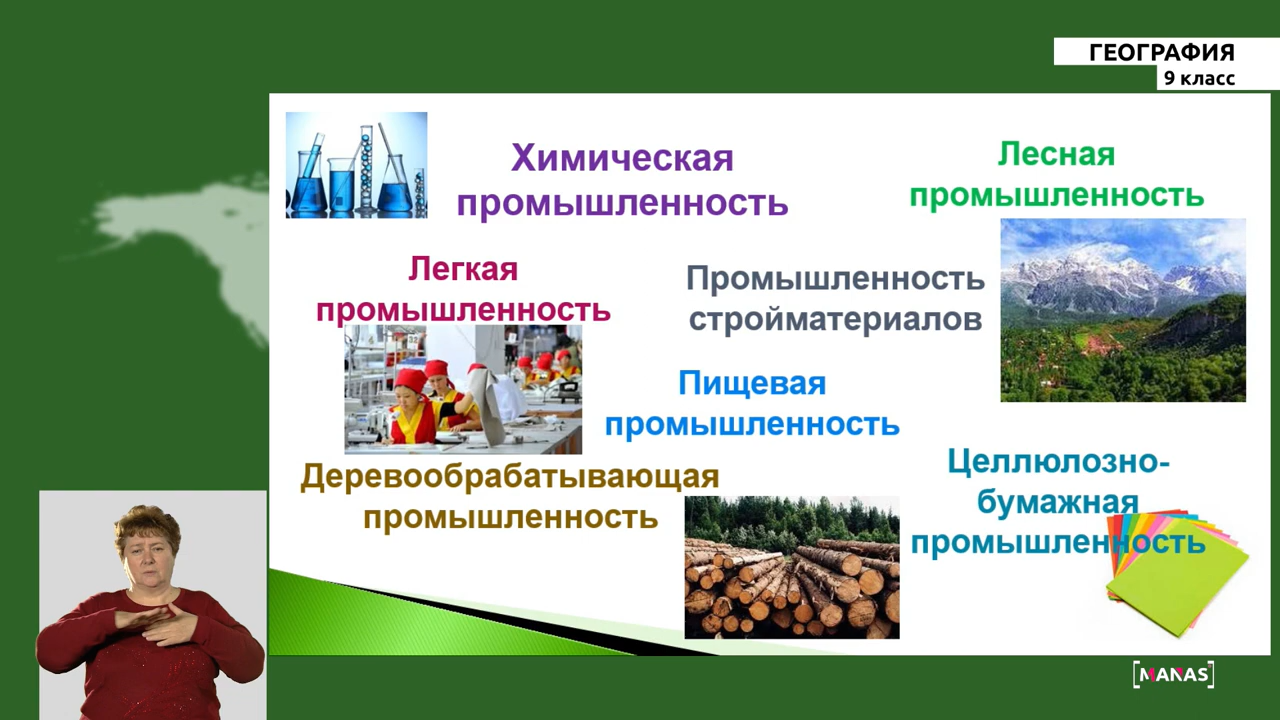 ГЕОГРАФИЯ
9 класс
Химическая
промышленность
Лесная
промышленность
Легкая
промышленность
Промышленность
стройматериалов
Пищевая
промышленность
Деревообрабатывающая
промышленность
Целлюлозно-
бумажная
промышленность
[MANAS]